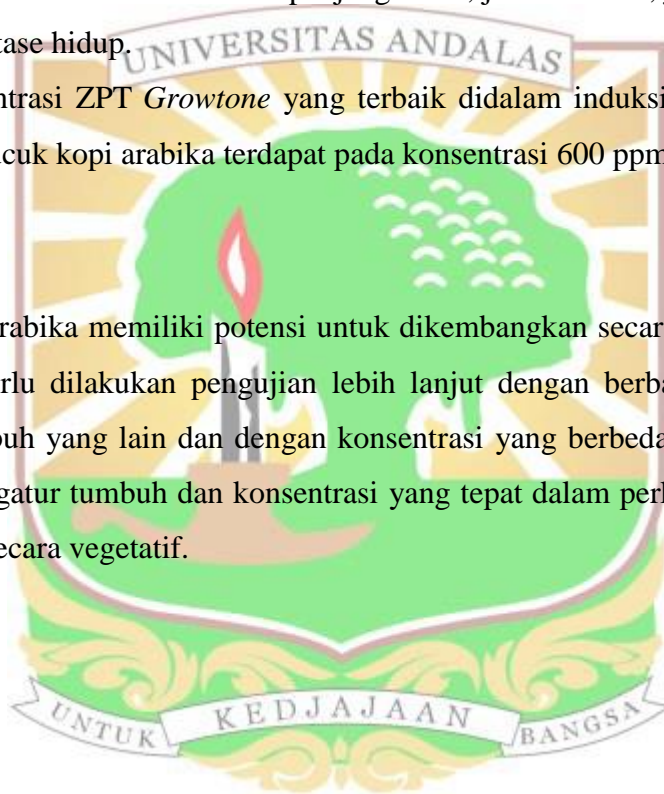 tase hidup.
UNIVERSITAS ANDALAS
ntrasi ZPT Growtone yang terbaik didalam induksi
cuk kopi arabika terdapat pada konsentrasi 600 ppm
rabika memiliki potensi untuk dikembangkan secar
rlu dilakukan pengujian lebih lanjut dengan berba
buh yang lain dan dengan konsentrasi yang berbeda
gatur tumbuh dan konsentrasi yang tepat dalam perl
ecara vegetatif.
UNTUK KEDJAJAAN BANGSA